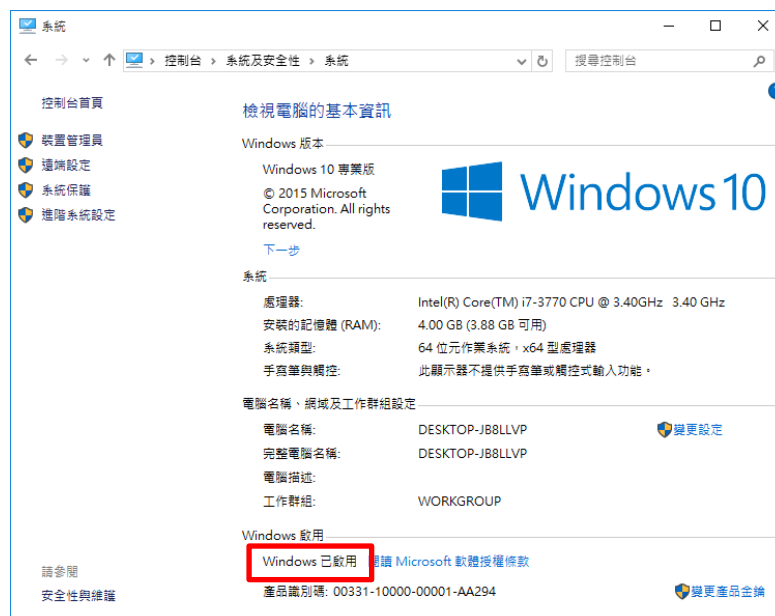 系統
控制台 › 系統及安全性 › 系統
搜尋控制台
控制台首頁
裝置管理員
遠端設定
系統保護
進階系統設定
檢視電腦的基本資訊
Windows 版本
Windows 10 專業版
© 2015 Microsoft
Corporation. All rights
reserved.
下一步
Windows 10
系統
處理器: Intel(R) Core(TM) i7-3770 CPU @ 3.40GHz 3.40 GHz
安裝的記憶體 (RAM): 4.00 GB (3.88 GB 可用)
系統類型: 64 位元作業系統，x64 型處理器
手寫筆與觸控: 此顯示器不提供手寫筆或觸控式輸入功能。
電腦名稱、網域及工作群組設定
電腦名稱: DESKTOP-JB8LLVP 變更設定
完整電腦名稱: DESKTOP-JB8LLVP
電腦描述:
工作群組: WORKGROUP
Windows 啟用
Windows 已啟用 閱讀 Microsoft 軟體授權條款
產品識別碼: 00331-10000-00001-AA294 變更產品金鑰
請參閱
安全性與維護